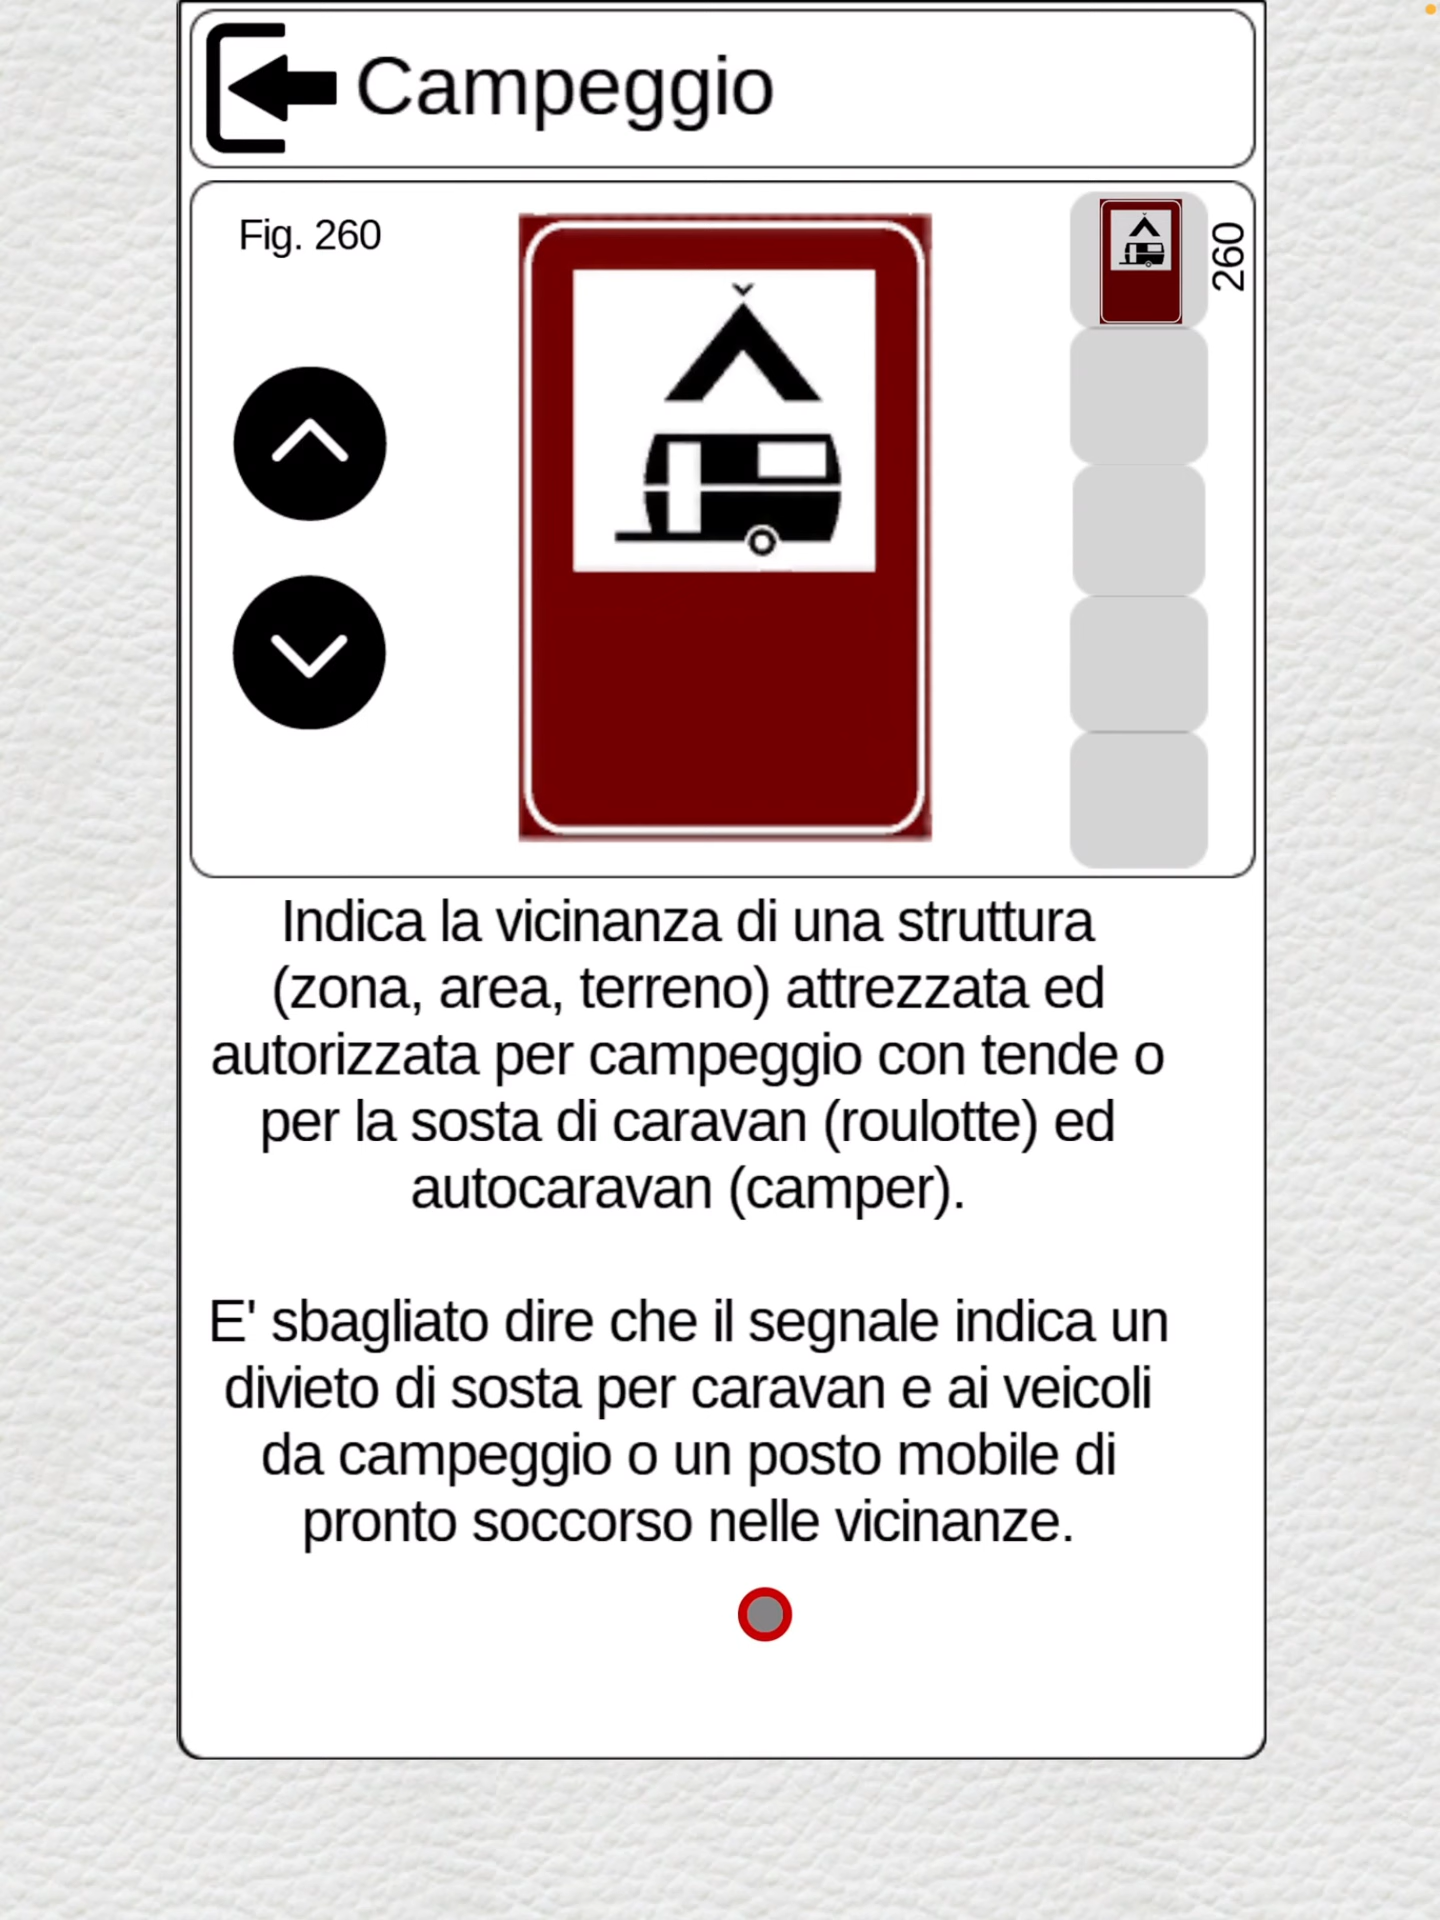 Campeggio
Fig. 260
260
Indica la vicinanza di una struttura
(zona, area, terreno) attrezzata ed
autorizzata per campeggio con tende o
per la sosta di caravan (roulotte) ed
autocaravan (camper).
E' sbagliato dire che il segnale indica un
divieto di sosta per caravan e ai veicoli
da campeggio o un posto mobile di
pronto soccorso nelle vicinanze.